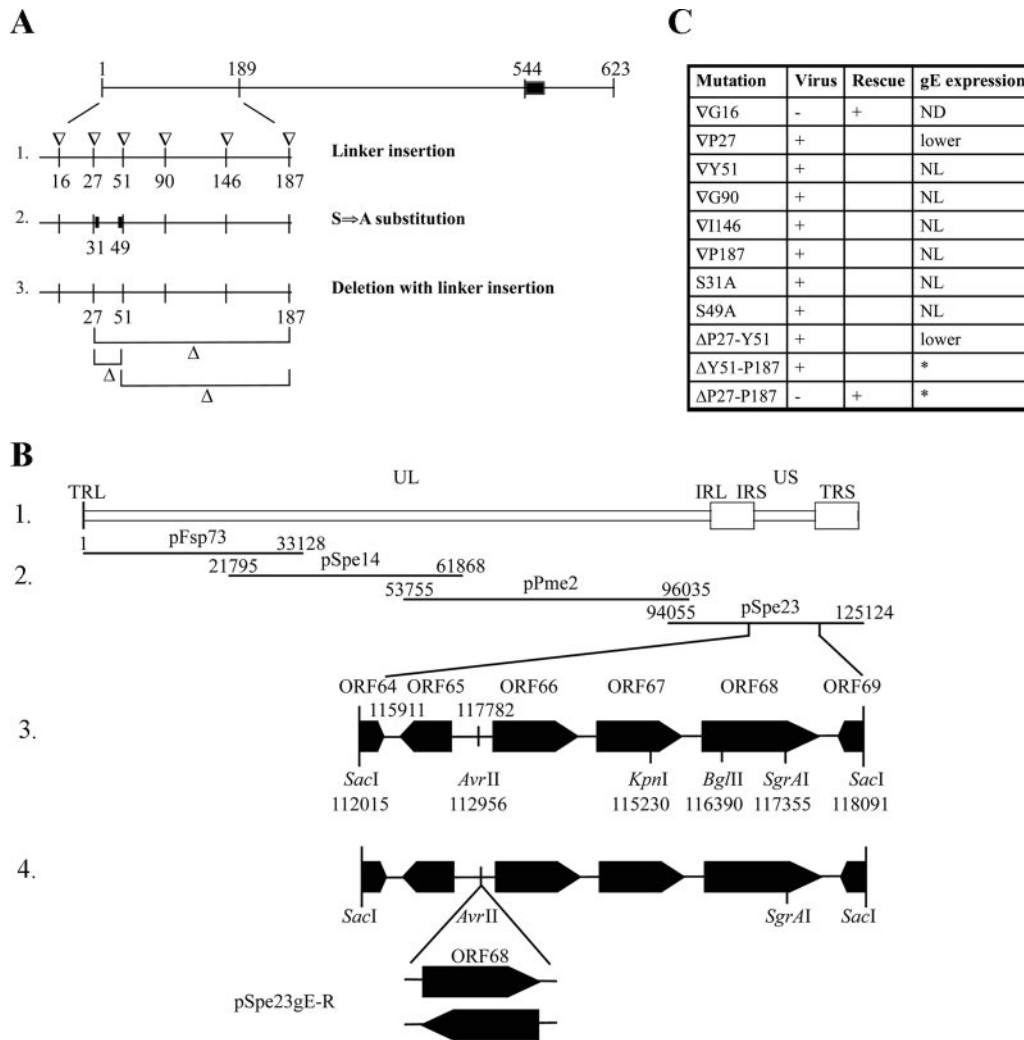 A
1 189 544 623
∇ ∇ ∇ ∇ ∇ ∇
1. Linker insertion
16 27 51 90 146 187
2. S⇒A substitution
31 49
3. Deletion with linker insertion
27 51 187
Δ
Δ
Δ
C
Mutation Virus Rescue gE expression
∇G16 - + ND
∇P27 + lower
∇Y51 + NL
∇G90 + NL
∇I146 + NL
∇P187 + NL
S31A + NL
S49A + NL
ΔP27-Y51 + lower
ΔY51-P187 + *
ΔP27-P187 - + *
B
UL US
TRL IRL IRS TRS
1.
1 pFsp73 33128
2. 21795 pSpe14 61868
53755 pPme2 96035
94055 pSpe23 125124
ORF64 ORF65 ORF66 ORF67 ORF68 ORF69
115911 117782
3.
SacI AvrII KpnI BglII SgrAI SacI
112015 112956 115230 116390 117355 118091
4.
SacI AvrII SgrAI SacI
ORF68
pSpe23gE-R